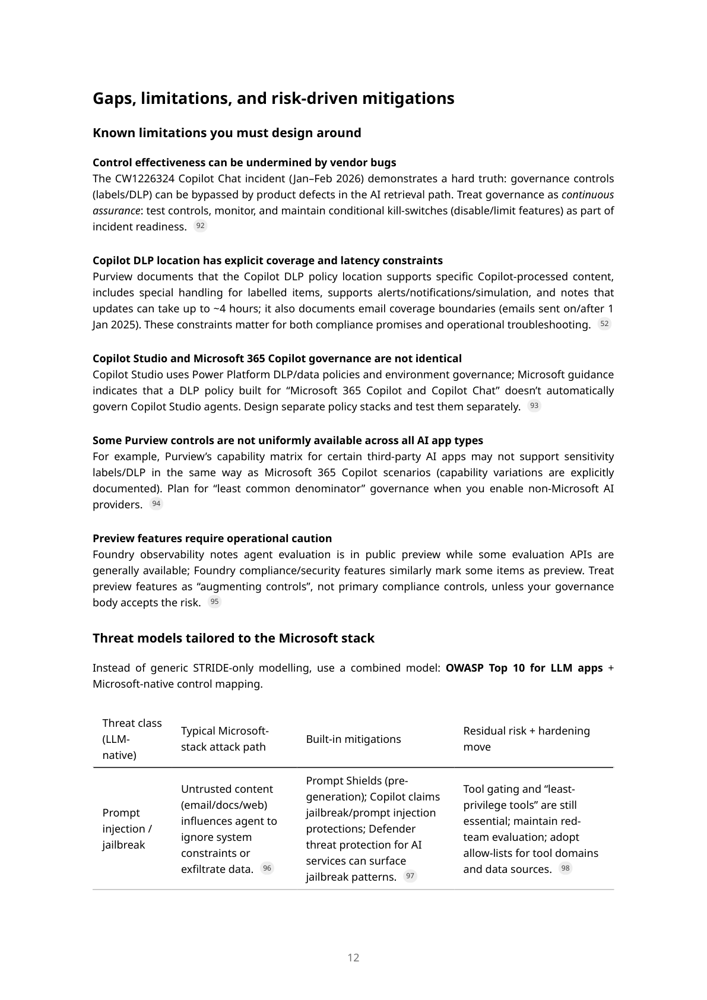 Gaps, limitations, and risk-driven mitigations
Known limitations you must design around
Control effectiveness can be undermined by vendor bugs
The CW1226324 Copilot Chat incident (Jan–Feb 2026) demonstrates a hard truth: governance controls
(labels/DLP) can be bypassed by product defects in the AI retrieval path. Treat governance as continuous
assurance: test controls, monitor, and maintain conditional kill-switches (disable/limit features) as part of
incident readiness. 92
Copilot DLP location has explicit coverage and latency constraints
Purview documents that the Copilot DLP policy location supports specific Copilot-processed content,
includes special handling for labelled items, supports alerts/notifications/simulation, and notes that
updates can take up to ~4 hours; it also documents email coverage boundaries (emails sent on/after 1
Jan 2025). These constraints matter for both compliance promises and operational troubleshooting. 52
Copilot Studio and Microsoft 365 Copilot governance are not identical
Copilot Studio uses Power Platform DLP/data policies and environment governance; Microsoft guidance
indicates that a DLP policy built for “Microsoft 365 Copilot and Copilot Chat” doesn’t automatically
govern Copilot Studio agents. Design separate policy stacks and test them separately. 93
Some Purview controls are not uniformly available across all AI app types
For example, Purview’s capability matrix for certain third-party AI apps may not support sensitivity
labels/DLP in the same way as Microsoft 365 Copilot scenarios (capability variations are explicitly
documented). Plan for “least common denominator” governance when you enable non-Microsoft AI
providers. 94
Preview features require operational caution
Foundry observability notes agent evaluation is in public preview while some evaluation APIs are
generally available; Foundry compliance/security features similarly mark some items as preview. Treat
preview features as “augmenting controls”, not primary compliance controls, unless your governance
body accepts the risk. 95
Threat models tailored to the Microsoft stack
Instead of generic STRIDE-only modelling, use a combined model: OWASP Top 10 for LLM apps +
Microsoft-native control mapping.
Threat class
(LLM-
native)
Typical Microsoft-
stack attack path
Built-in mitigations
Residual risk + hardening
move
Prompt
injection /
jailbreak
Untrusted content
(email/docs/web)
influences agent to
ignore system
constraints or
exfiltrate data. 96
Prompt Shields (pre-
generation); Copilot claims
jailbreak/prompt injection
protections; Defender
threat protection for AI
services can surface
jailbreak patterns. 97
Tool gating and “least-
privilege tools” are still
essential; maintain red-
team evaluation; adopt
allow-lists for tool domains
and data sources. 98
12